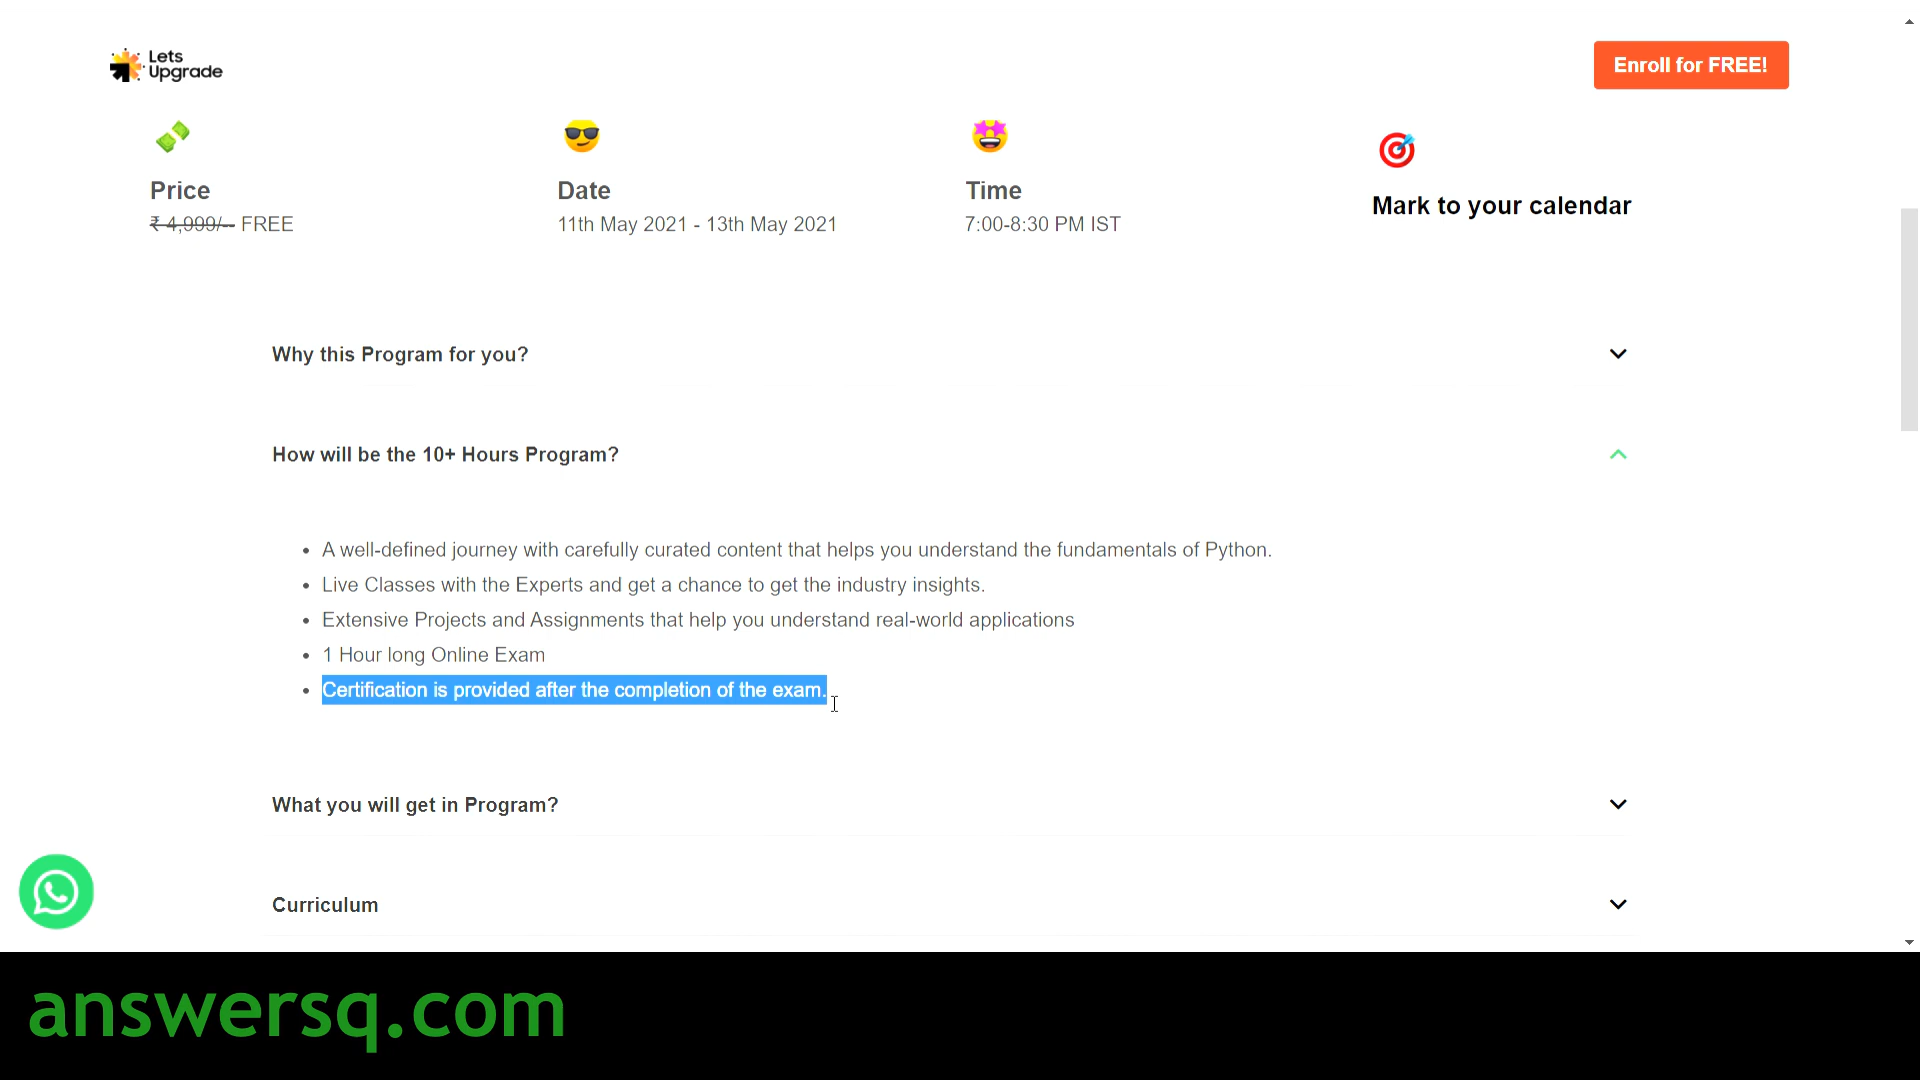 Lets
Upgrade
Enroll for FREE!
Price
₹ 4,999/-- FREE
Date
11th May 2021 - 13th May 2021
Time
7:00-8:30 PM IST
Mark to your calendar
Why this Program for you?
How will be the 10+ Hours Program?
• A well-defined journey with carefully curated content that helps you understand the fundamentals of Python.
• Live Classes with the Experts and get a chance to get the industry insights.
• Extensive Projects and Assignments that help you understand real-world applications
• 1 Hour long Online Exam
• Certification is provided after the completion of the exam.
What you will get in Program?
Curriculum
answersq.com